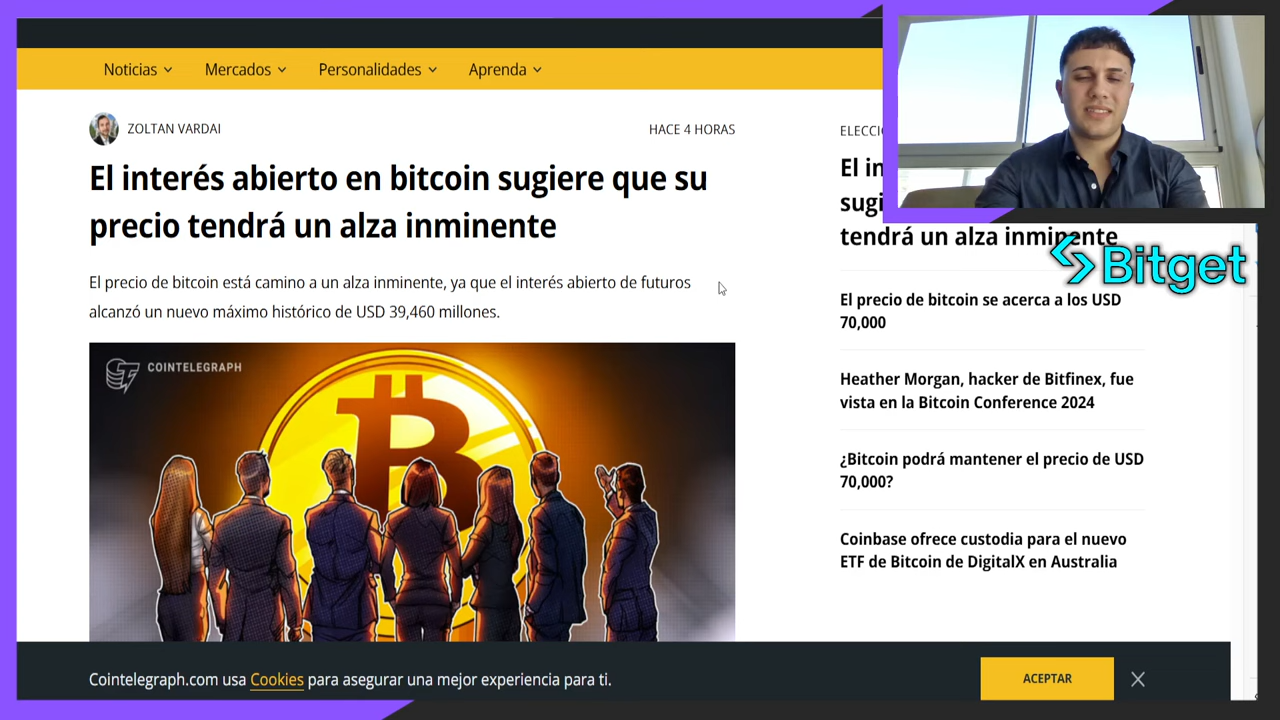 Noticias
Mercados
Personalidades
Aprenda
ZOLTAN VARDAI
HACE 4 HORAS
El interés abierto en bitcoin sugiere que su
precio tendrá un alza inminente
El precio de bitcoin está camino a un alza inminente, ya que el interés abierto de futuros
alcanzó un nuevo máximo histórico de USD 39,460 millones.
COINTELEGRAPH
tendrá un alza inminente
Bitget
El precio de bitcoin se acerca a los USD
70,000
Heather Morgan, hacker de Bitfinex, fue
vista en la Bitcoin Conference 2024
¿Bitcoin podrá mantener el precio de USD
70,000?
Coinbase ofrece custodia para el nuevo
ETF de Bitcoin de DigitalX en Australia
Cointelegraph.com usa Cookies para asegurar una mejor experiencia para ti.
ACEPTAR